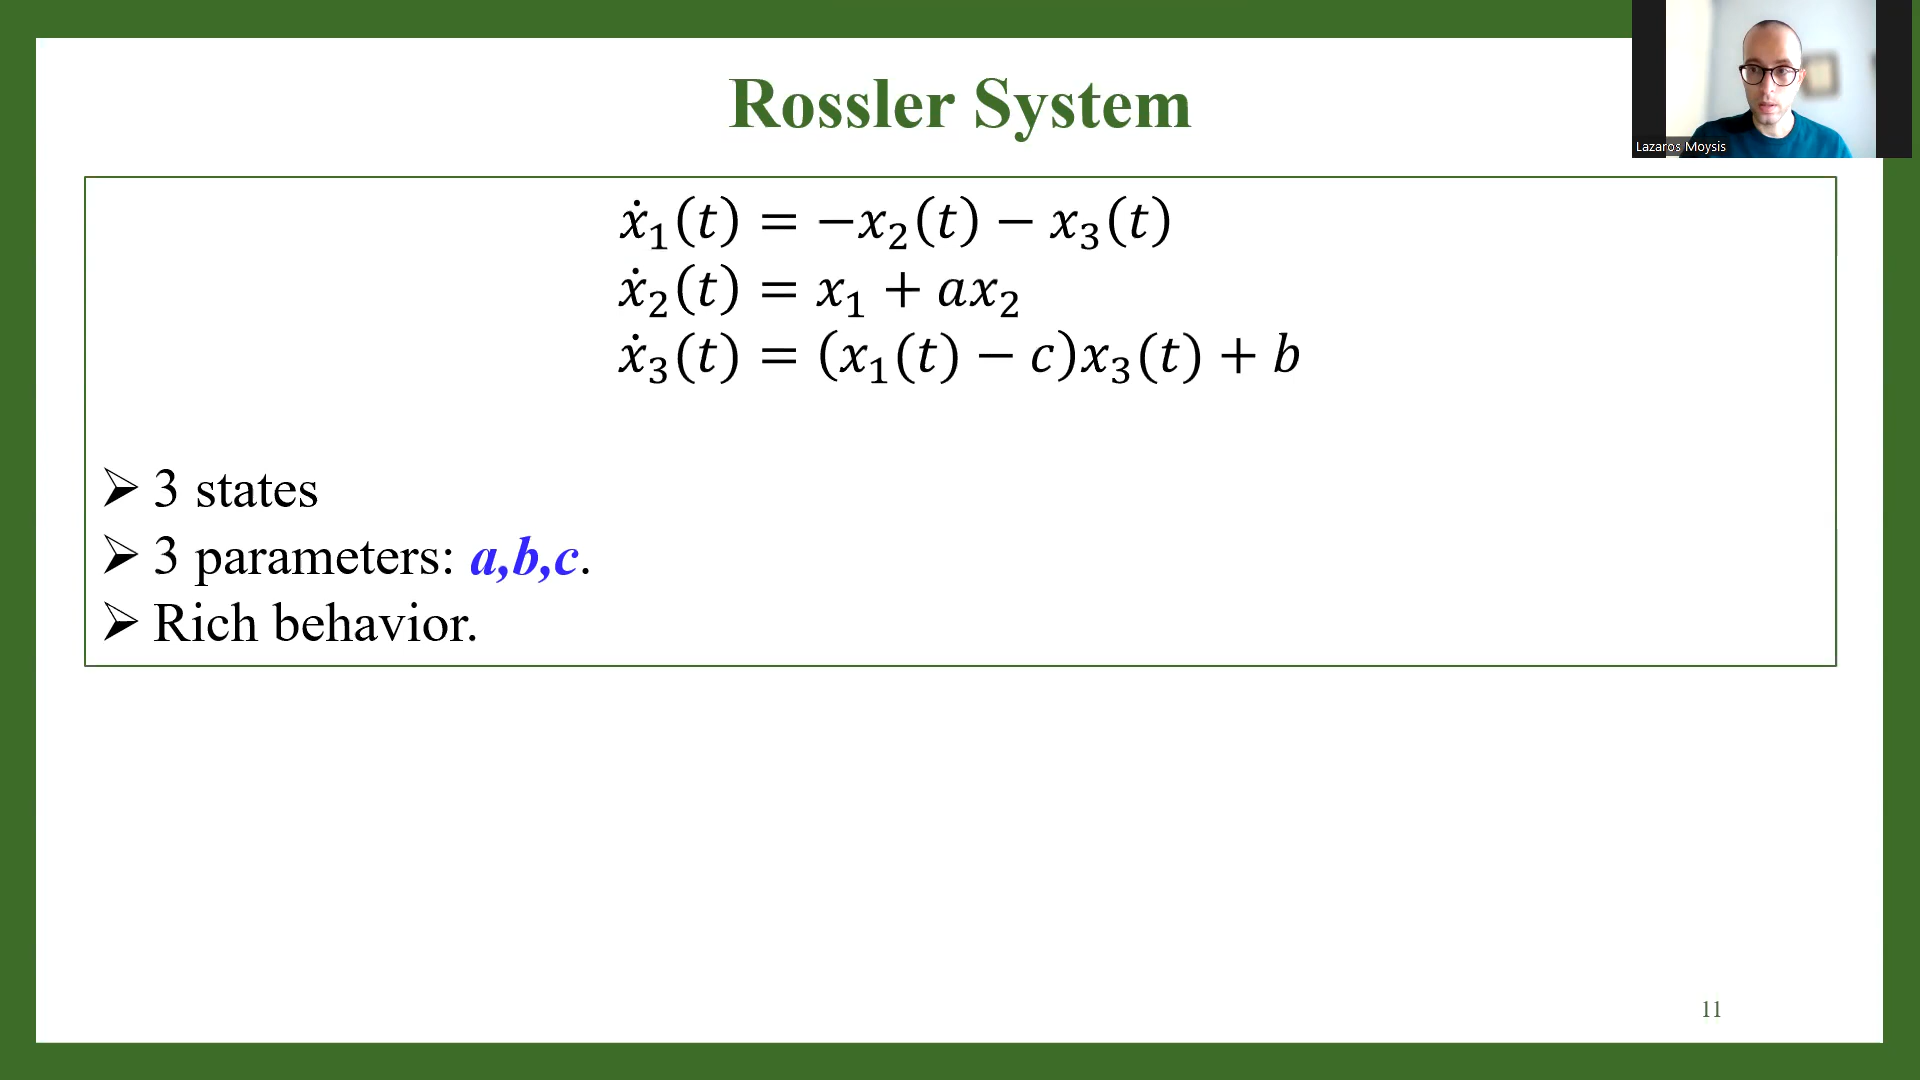 Rossler System
Lazaros Moysis
ẋ₁(t) = −x₂(t) − x₃(t)
ẋ₂(t) = x₁ + ax₂
ẋ₃(t) = (x₁(t) − c)x₃(t) + b
➢ 3 states
➢ 3 parameters: a,b,c.
➢ Rich behavior.
11